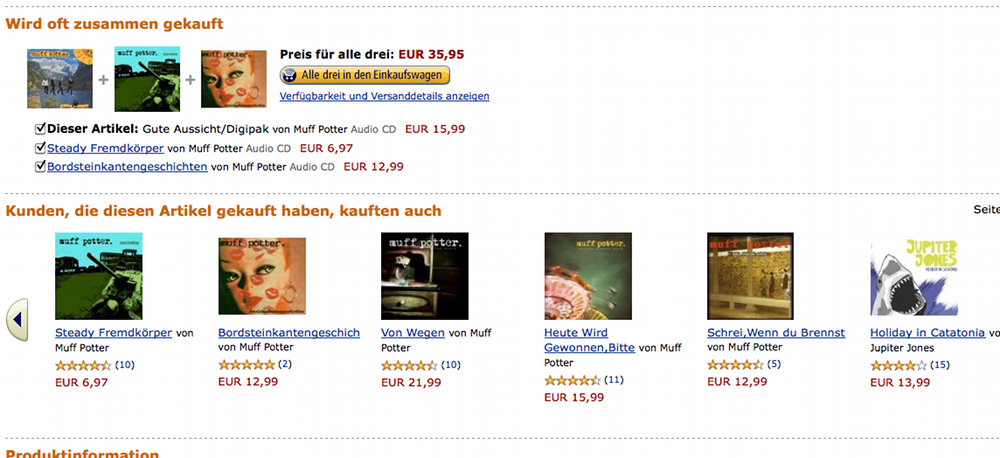 Wird oft zusammen gekauft
muff potter.
muff potter.
muff potter.
Preis für alle drei: EUR 35,95
Alle drei in den Einkaufswagen
Verfügbarkeit und Versanddetails anzeigen
Dieser Artikel: Gute Aussicht/Digipak von Muff Potter Audio CD EUR 15,99
Steady Fremdkörper von Muff Potter Audio CD EUR 6,97
Bordsteinkantengeschichten von Muff Potter Audio CD EUR 12,99
Kunden, die diesen Artikel gekauft haben, kauften auch
Seite
muff potter.
muff potter.
muff potter.
muff potter.
muff potter.
JUPITER
JONES
Steady Fremdkörper von
Muff Potter
(10)
EUR 6,97
Bordsteinkantengeschich
von Muff Potter
(2)
EUR 12,99
Von Wegen von Muff
Potter
(10)
EUR 21,99
Heute Wird
Gewonnen,Bitte von Muff
Potter
(11)
EUR 15,99
Schrei,Wenn du Brennst
von Muff Potter
(5)
EUR 12,99
Holiday in Catatonia vo
Jupiter Jones
(15)
EUR 13,99
Produktinformation